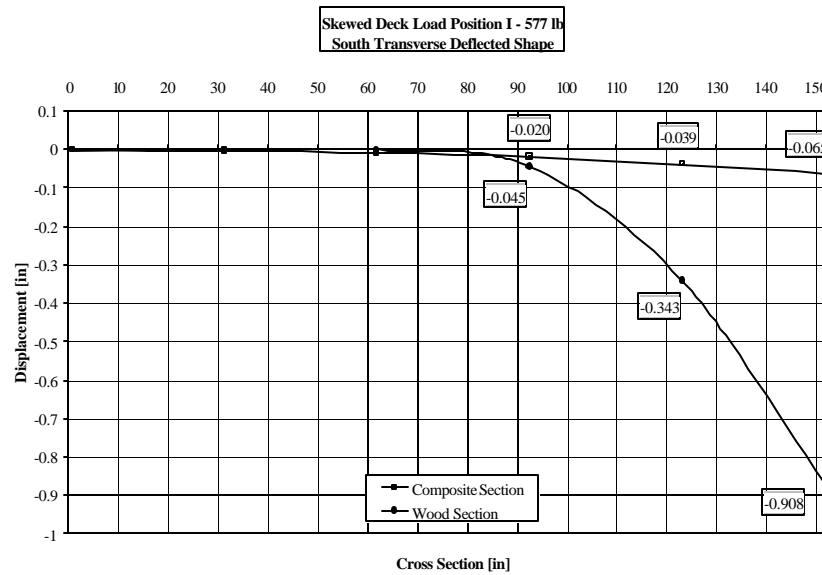 Skewed Deck Load Position I - 577 lb
South Transverse Deflected Shape
0 10 20 30 40 50 60 70 80 90 100 110 120 130 140 150
0.1
0
-0.1
-0.2
-0.3
-0.4
-0.5
-0.6
-0.7
-0.8
-0.9
-1
Displacement [in]
-0.020
-0.039
-0.065
-0.045
-0.343
-0.908
Composite Section
Wood Section
Cross Section [in]